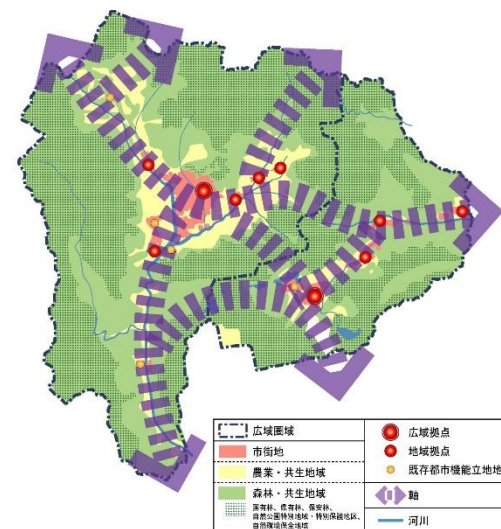 広域圏域
市街地
農業・共生地域
森林・共生地域
国有林、県有林、保安林、
自然公園特別地域・特別保護地区、
自然環境保全地域
広域拠点
地域拠点
既存都市機能立地地
軸
河川